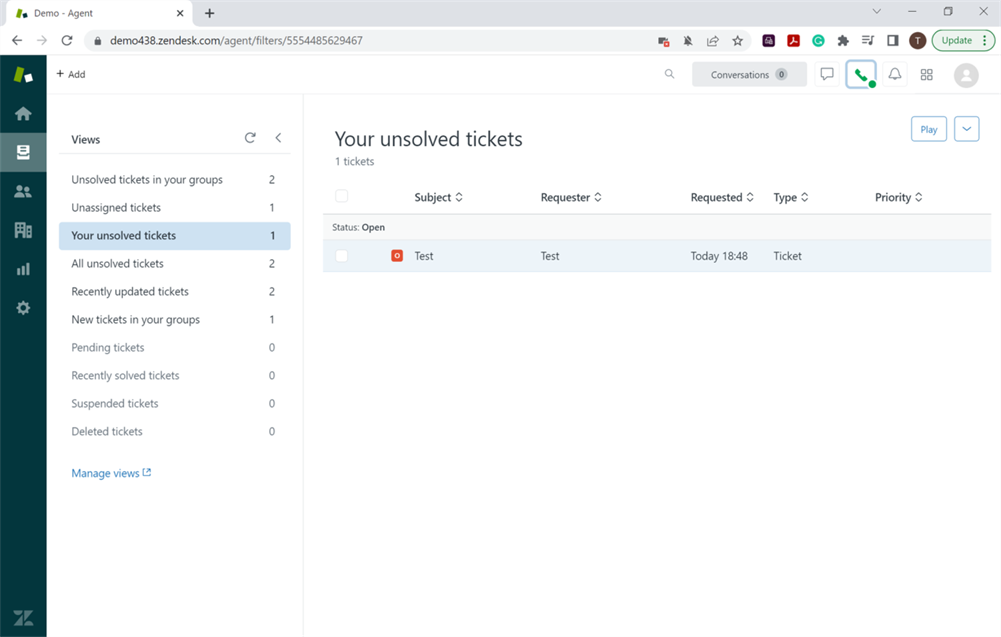 Demo - Agent
demo438.zendesk.com/agent/filters/5554485629467
T
Update
+ Add
Conversations 0
Views
Unsolved tickets in your groups 2
Unassigned tickets 1
Your unsolved tickets 1
All unsolved tickets 2
Recently updated tickets 2
New tickets in your groups 1
Pending tickets 0
Recently solved tickets 0
Suspended tickets 0
Deleted tickets 0
Manage views
Your unsolved tickets
1 tickets
Play
Subject Requester Requested Type Priority
Status: Open
O Test Test Today 18:48 Ticket